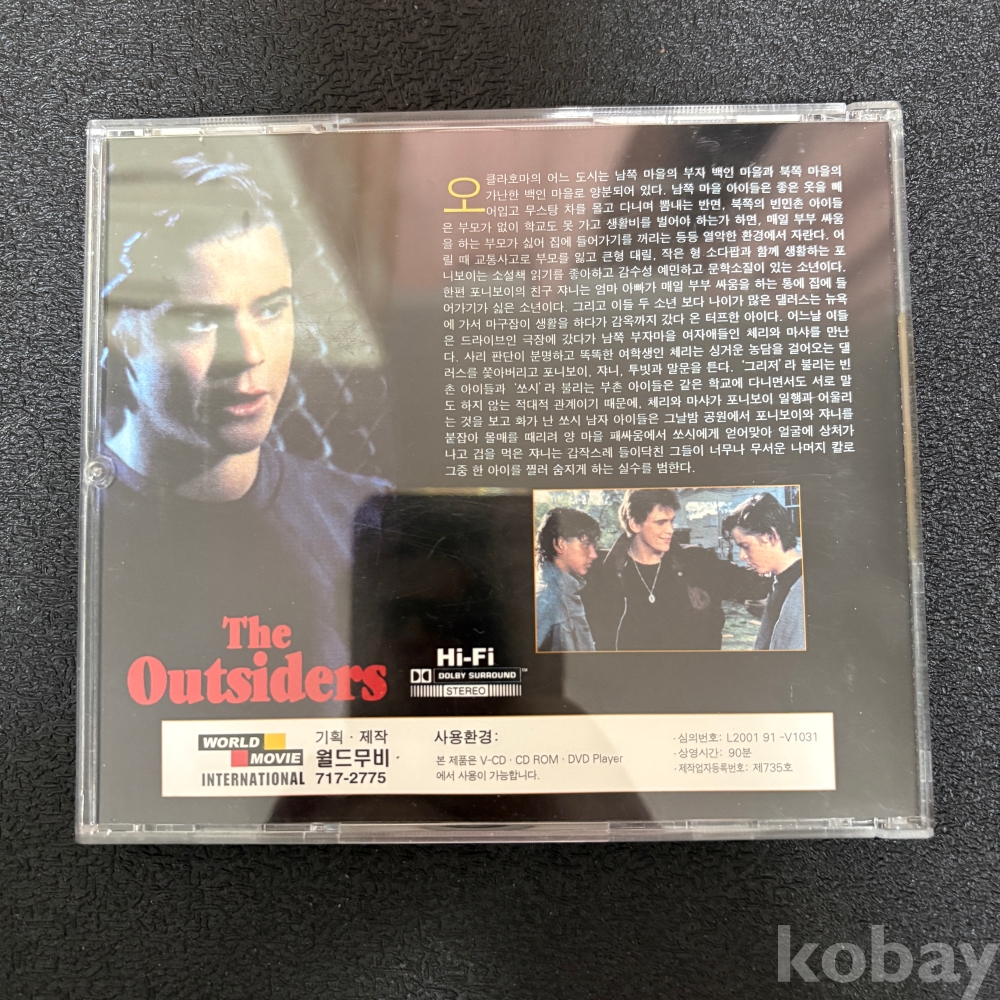 오클라호마의 어느 도시는 남쪽 마을의 부자 백인 마을과 북쪽 마을의
가난한 백인 마을로 양분되어 있다. 남쪽 마을 아이들은 좋은 옷을 빼
어입고 무스탕 차를 몰고 다니며 뽐내는 반면, 북쪽의 빈민촌 아이들
은 부모가 없이 학교도 못 가고 생활비를 벌어야 하는가 하면, 매일 부부 싸움
을 하는 부모가 싫어 집에 들어가기를 꺼리는 등등 열악한 환경에서 자란다. 어
릴 때 교통사고로 부모를 잃고 큰형 대릴, 작은 형 소다팝과 함께 생활하는 포
니보이는 소설책 읽기를 좋아하고 감수성 예민하고 문학소질이 있는 소년이다.
한편 포니보이의 친구 쟈니는 엄마 아빠가 매일 부부 싸움을 하는 통에 집에 들
어가기가 싫은 소년이다. 그리고 이들 두 소년 보다 나이가 많은 댈러스는 뉴욕
에 가서 마구잡이 생활을 하다가 감옥까지 갔다 온 터프한 아이다. 어느날 이들
은 드라이브인 극장에 갔다가 남쪽 부자마을 여자애들인 체리와 마샤를 만난
다. 사리 판단이 분명하고 똑똑한 여학생인 체리는 싱거운 농담을 걸어오는 댈
러스를 쫓아버리고 포니보이, 쟈니, 투빗과 말문을 튼다. '그리저'라 불리는 빈
촌 아이들과 '쏘시'라 불리는 부촌 아이들은 같은 학교에 다니면서도 서로 말
도 하지 않는 적대적 관계이기 때문에, 체리와 마샤가 포니보이 일행과 어울리
는 것을 보고 화가 난 쏘시 남자 아이들은 그날밤 공원에서 포니보이와 쟈니를
붙잡아 몰매를 때리려 양 마을 패싸움에서 쏘시에게 얻어맞아 얼굴에 상처가
나고 겁을 먹은 쟈니는 갑작스레 들이닥친 그들이 너무나 무서운 나머지 칼로
그중 한 아이를 찔러 숨지게 하는 실수를 범한다.
The
Outsiders
Hi-Fi
DOLBY SURROUND™
STEREO
WORLD
MOVIE
INTERNATIONAL
기획 · 제작
월드무비
717-2775
사용환경:
본 제품은 V-CD · CD ROM · DVD Player
에서 사용이 가능합니다.
· 심의번호: L2001 91 -V1031
· 상영시간: 90분
· 제작업자등록번호: 제735호
kobay